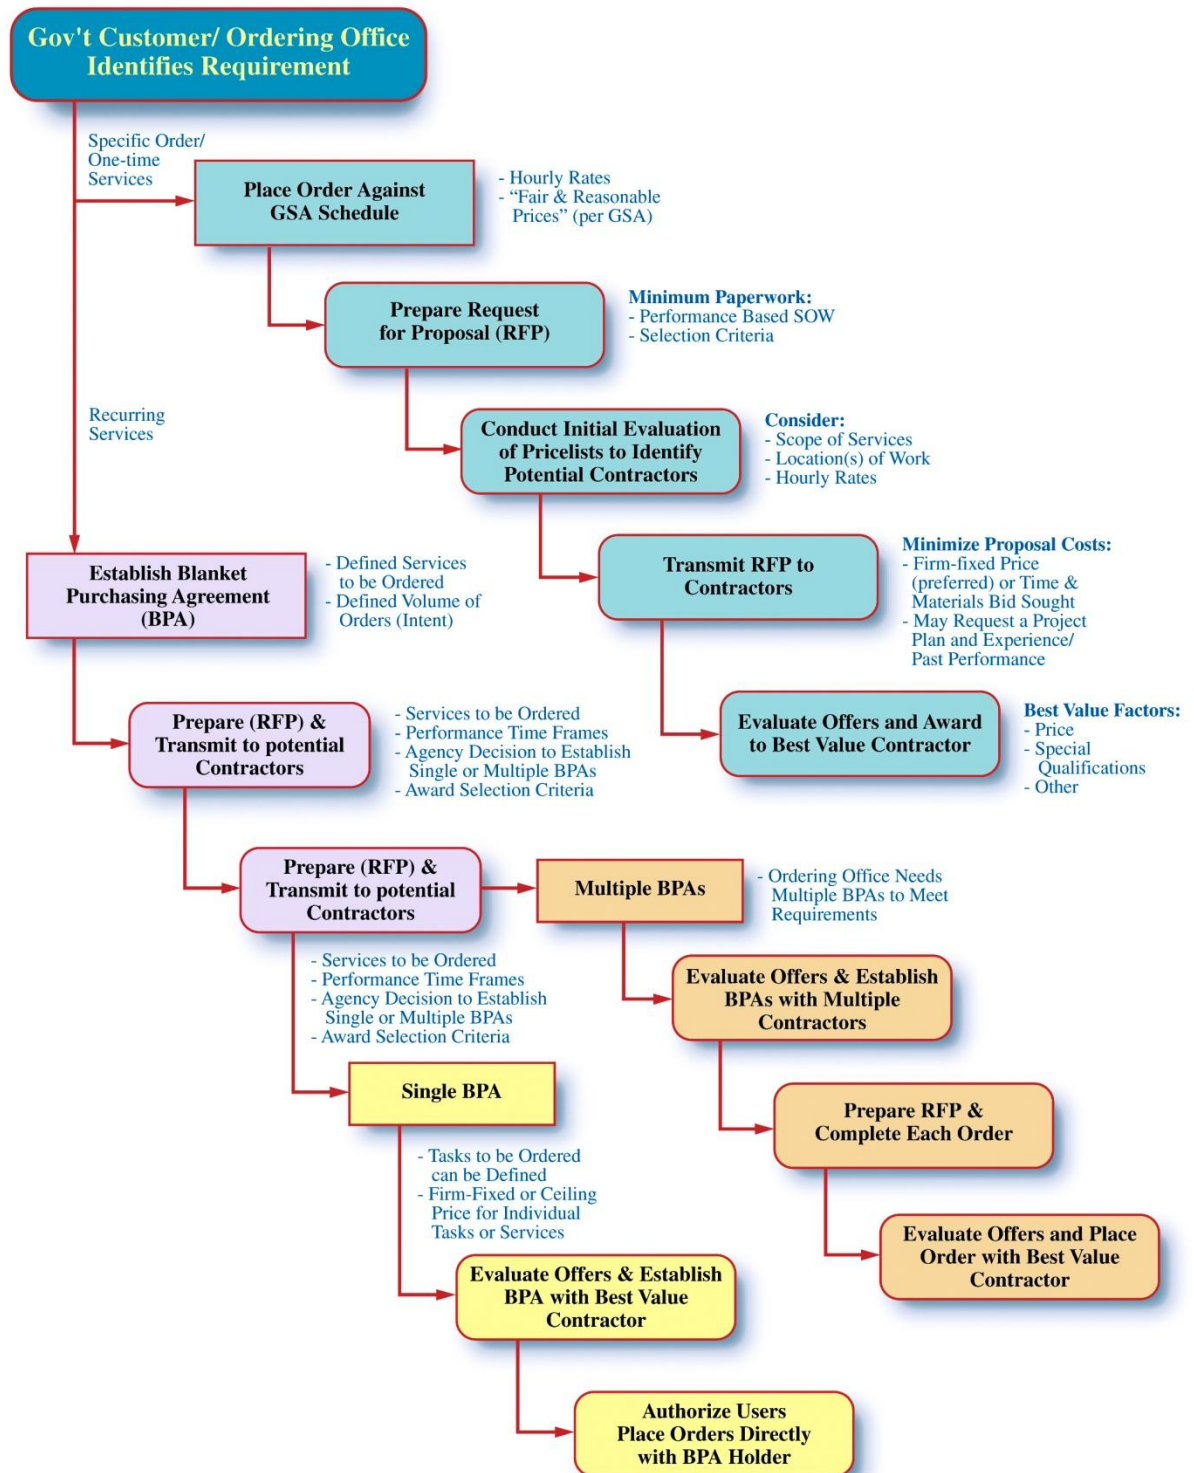 Gov't Customer/ Ordering Office
Identifies Requirement
Specific Order/
One-time
Services
Place Order Against
GSA Schedule
- Hourly Rates
- “Fair & Reasonable
Prices” (per GSA)
Prepare Request
for Proposal (RFP)
Minimum Paperwork:
- Performance Based SOW
- Selection Criteria
Recurring
Services
Conduct Initial Evaluation
of Pricelists to Identify
Potential Contractors
Consider:
- Scope of Services
- Location(s) of Work
- Hourly Rates
Transmit RFP to
Contractors
Minimize Proposal Costs:
- Firm-fixed Price
(preferred) or Time &
Materials Bid Sought
- May Request a Project
Plan and Experience/
Past Performance
Establish Blanket
Purchasing Agreement
(BPA)
- Defined Services
to be Ordered
- Defined Volume of
Orders (Intent)
Evaluate Offers and Award
to Best Value Contractor
Best Value Factors:
- Price
- Special
Qualifications
- Other
Prepare (RFP) &
Transmit to potential
Contractors
- Services to be Ordered
- Performance Time Frames
- Agency Decision to Establish
Single or Multiple BPAs
- Award Selection Criteria
Prepare (RFP) &
Transmit to potential
Contractors
- Services to be Ordered
- Performance Time Frames
- Agency Decision to Establish
Single or Multiple BPAs
- Award Selection Criteria
Multiple BPAs
- Ordering Office Needs
Multiple BPAs to Meet
Requirements
Evaluate Offers & Establish
BPAs with Multiple
Contractors
Prepare RFP &
Complete Each Order
Evaluate Offers and Place
Order with Best Value
Contractor
Single BPA
- Tasks to be Ordered
can be Defined
- Firm-Fixed or Ceiling
Price for Individual
Tasks or Services
Evaluate Offers & Establish
BPA with Best Value
Contractor
Authorize Users
Place Orders Directly
with BPA Holder